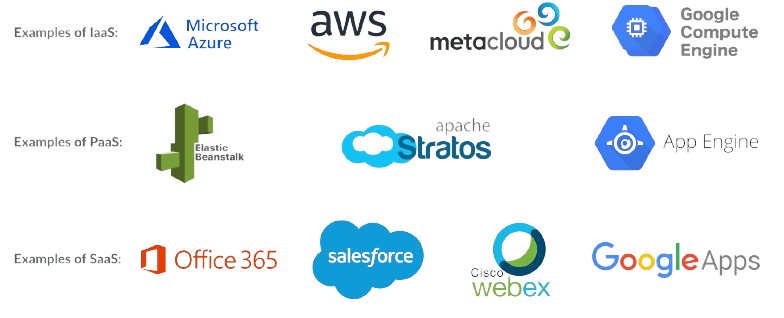 Examples of IaaS:
Microsoft
Azure
aws
metacloud
Google
Compute
Engine
Examples of PaaS:
Elastic
Beanstalk
apache
Stratos
App Engine
Examples of SaaS:
Office 365
salesforce
Cisco
webex
Google Apps